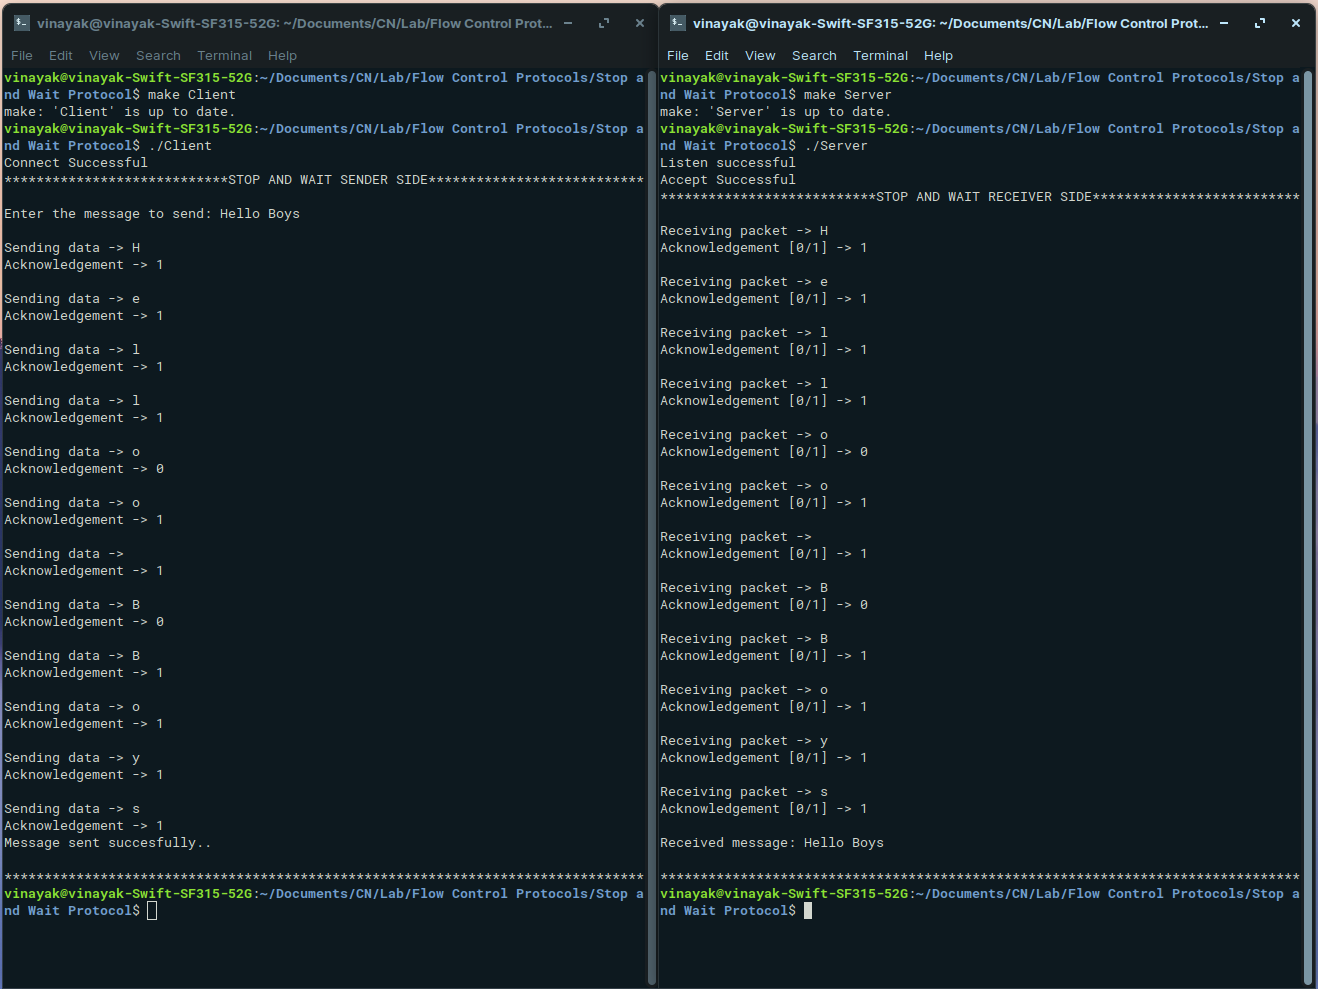 vinayak@vinayak-Swift-SF315-52G: ~/Documents/CN/Lab/Flow Control Prot...
File Edit View Search Terminal Help
vinayak@vinayak-Swift-SF315-52G:~/Documents/CN/Lab/Flow Control Protocols/Stop a
nd Wait Protocol$ make Client
make: 'Client' is up to date.
vinayak@vinayak-Swift-SF315-52G:~/Documents/CN/Lab/Flow Control Protocols/Stop a
nd Wait Protocol$ ./Client
Connect Successful
****************************STOP AND WAIT SENDER SIDE***************************
Enter the message to send: Hello Boys
Sending data -> H
Acknowledgement -> 1
Sending data -> e
Acknowledgement -> 1
Sending data -> l
Acknowledgement -> 1
Sending data -> l
Acknowledgement -> 1
Sending data -> o
Acknowledgement -> 0
Sending data -> o
Acknowledgement -> 1
Sending data ->
Acknowledgement -> 1
Sending data -> B
Acknowledgement -> 0
Sending data -> B
Acknowledgement -> 1
Sending data -> o
Acknowledgement -> 1
Sending data -> y
Acknowledgement -> 1
Sending data -> s
Acknowledgement -> 1
Message sent succesfully..
********************************************************************************
vinayak@vinayak-Swift-SF315-52G:~/Documents/CN/Lab/Flow Control Protocols/Stop a
nd Wait Protocol$
vinayak@vinayak-Swift-SF315-52G: ~/Documents/CN/Lab/Flow Control Prot...
File Edit View Search Terminal Help
vinayak@vinayak-Swift-SF315-52G:~/Documents/CN/Lab/Flow Control Protocols/Stop a
nd Wait Protocol$ make Server
make: 'Server' is up to date.
vinayak@vinayak-Swift-SF315-52G:~/Documents/CN/Lab/Flow Control Protocols/Stop a
nd Wait Protocol$ ./Server
Listen successful
Accept Successful
***************************STOP AND WAIT RECEIVER SIDE**************************
Receiving packet -> H
Acknowledgement [0/1] -> 1
Receiving packet -> e
Acknowledgement [0/1] -> 1
Receiving packet -> l
Acknowledgement [0/1] -> 1
Receiving packet -> l
Acknowledgement [0/1] -> 1
Receiving packet -> o
Acknowledgement [0/1] -> 0
Receiving packet -> o
Acknowledgement [0/1] -> 1
Receiving packet ->
Acknowledgement [0/1] -> 1
Receiving packet -> B
Acknowledgement [0/1] -> 0
Receiving packet -> B
Acknowledgement [0/1] -> 1
Receiving packet -> o
Acknowledgement [0/1] -> 1
Receiving packet -> y
Acknowledgement [0/1] -> 1
Receiving packet -> s
Acknowledgement [0/1] -> 1
Received message: Hello Boys
********************************************************************************
vinayak@vinayak-Swift-SF315-52G:~/Documents/CN/Lab/Flow Control Protocols/Stop a
nd Wait Protocol$